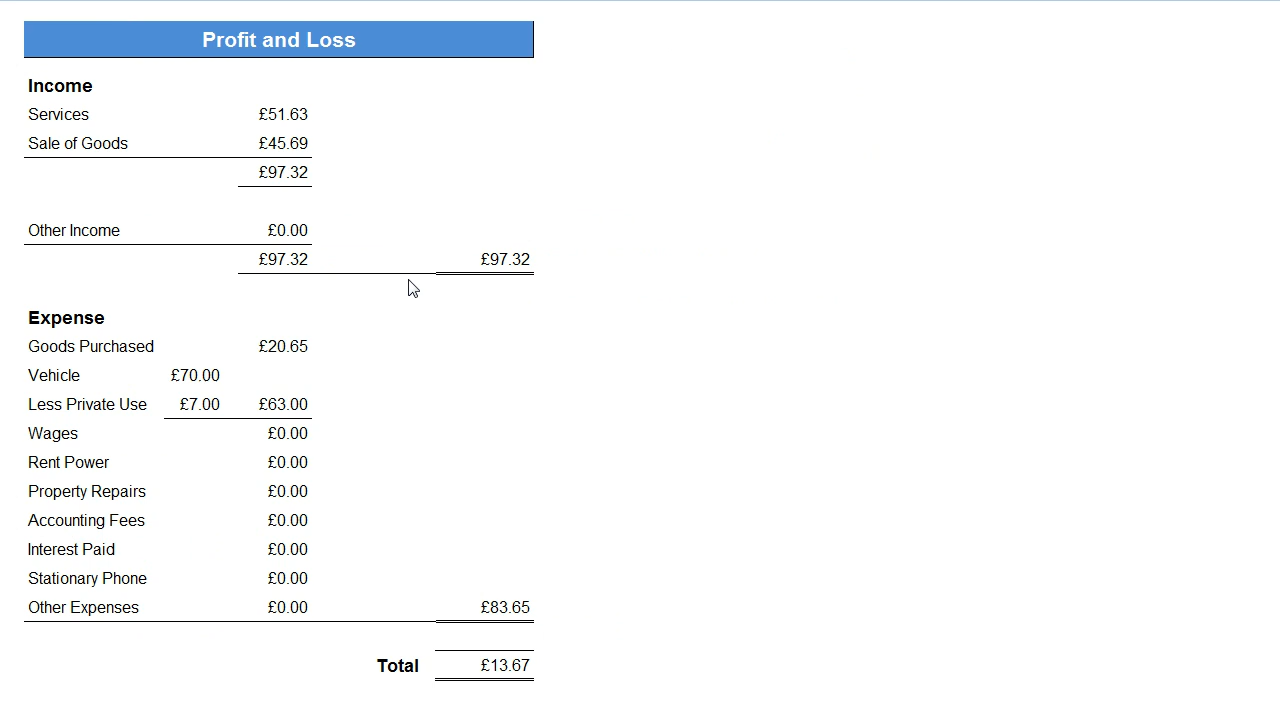 Profit and Loss
Income
Services £51.63
Sale of Goods £45.69
£97.32
Other Income £0.00
£97.32 £97.32
Expense
Goods Purchased £20.65
Vehicle £70.00
Less Private Use £7.00 £63.00
Wages £0.00
Rent Power £0.00
Property Repairs £0.00
Accounting Fees £0.00
Interest Paid £0.00
Stationary Phone £0.00
Other Expenses £0.00 £83.65
Total £13.67